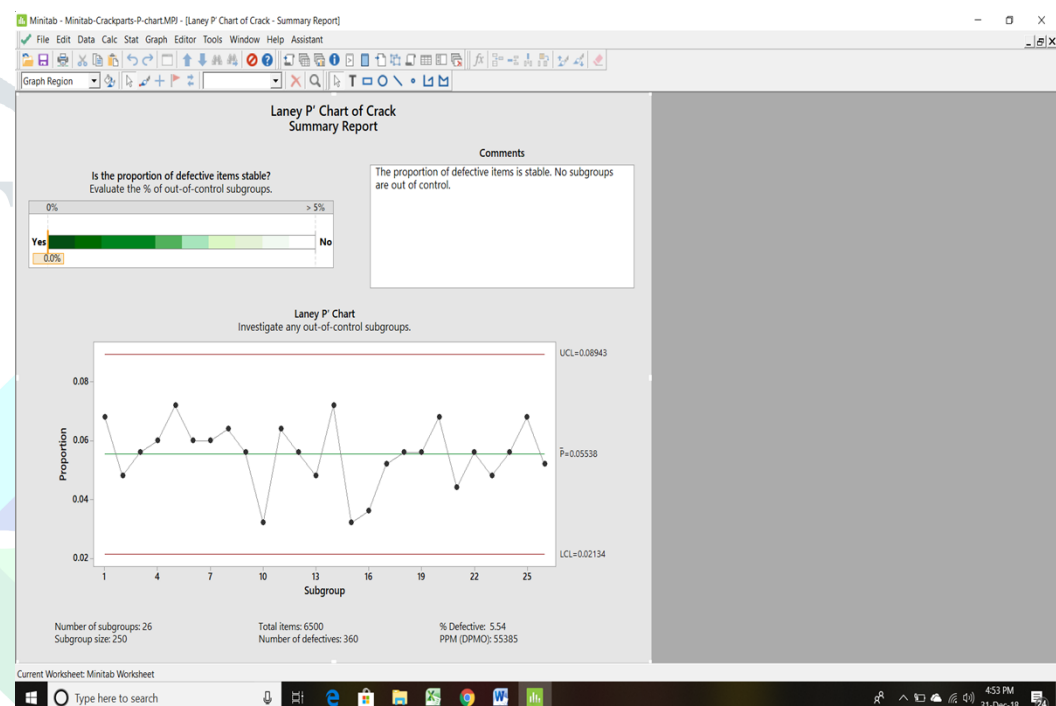 Minitab - Minitab-Crackparts-P-chart.MPJ - [Laney P' Chart of Crack - Summary Report]
File Edit Data Calc Stat Graph Editor Tools Window Help Assistant
Graph Region
Laney P' Chart of Crack
Summary Report
Comments
The proportion of defective items is stable. No subgroups
are out of control.
Is the proportion of defective items stable?
Evaluate the % of out-of-control subgroups.
0% > 5%
Yes No
0.0%
Laney P' Chart
Investigate any out-of-control subgroups.
UCL=0.08943
0.08
0.06
P̄=0.05538
Proportion
0.04
0.02
LCL=0.02134
1 4 7 10 13 16 19 22 25
Subgroup
Number of subgroups: 26 Total items: 6500 % Defective: 5.54
Subgroup size: 250 Number of defectives: 360 PPM (DPMO): 55385
Current Worksheet: Minitab Worksheet
Type here to search
4:53 PM
31-Dec-18
24